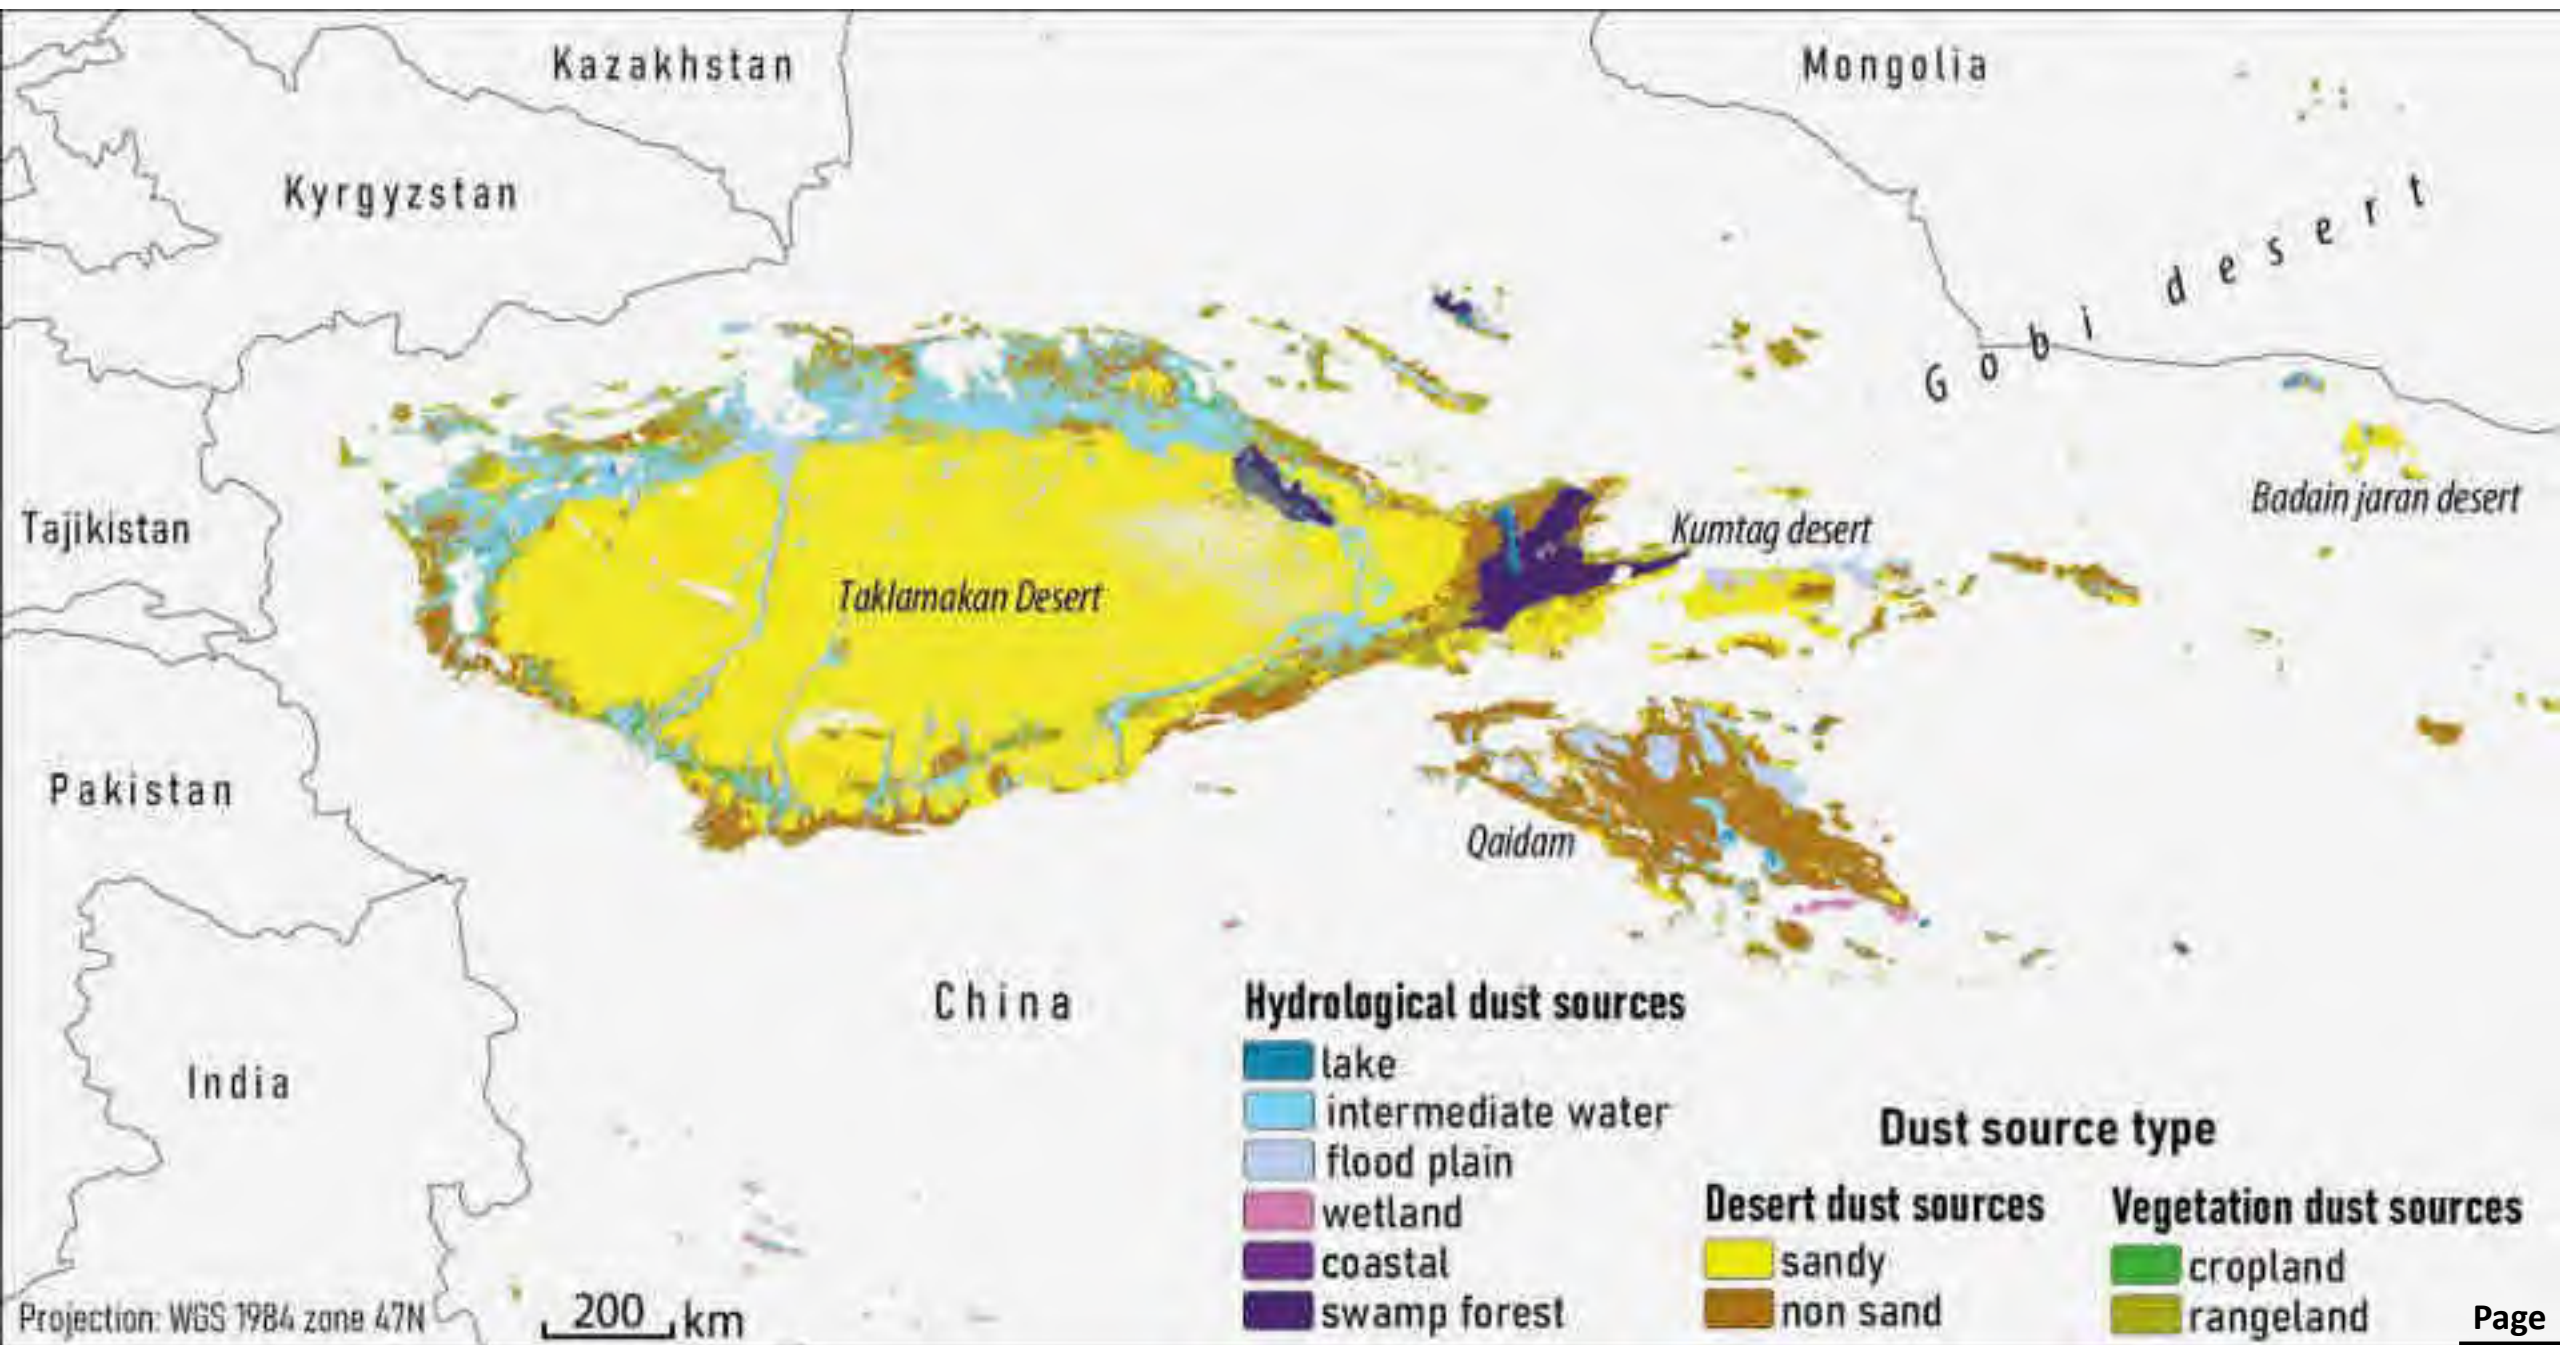 Kazakhstan
Mongolia
Kyrgyzstan
Gobi desert
Tajikistan
Taklamakan Desert
Kumtag desert
Badain jaran desert
Pakistan
Qaidam
China
India
Hydrological dust sources
lake
intermediate water
flood plain
wetland
coastal
swamp forest
Dust source type
Desert dust sources
sandy
non sand
Vegetation dust sources
cropland
rangeland
Projection: WGS 1984 zone 47N
200 km
Page